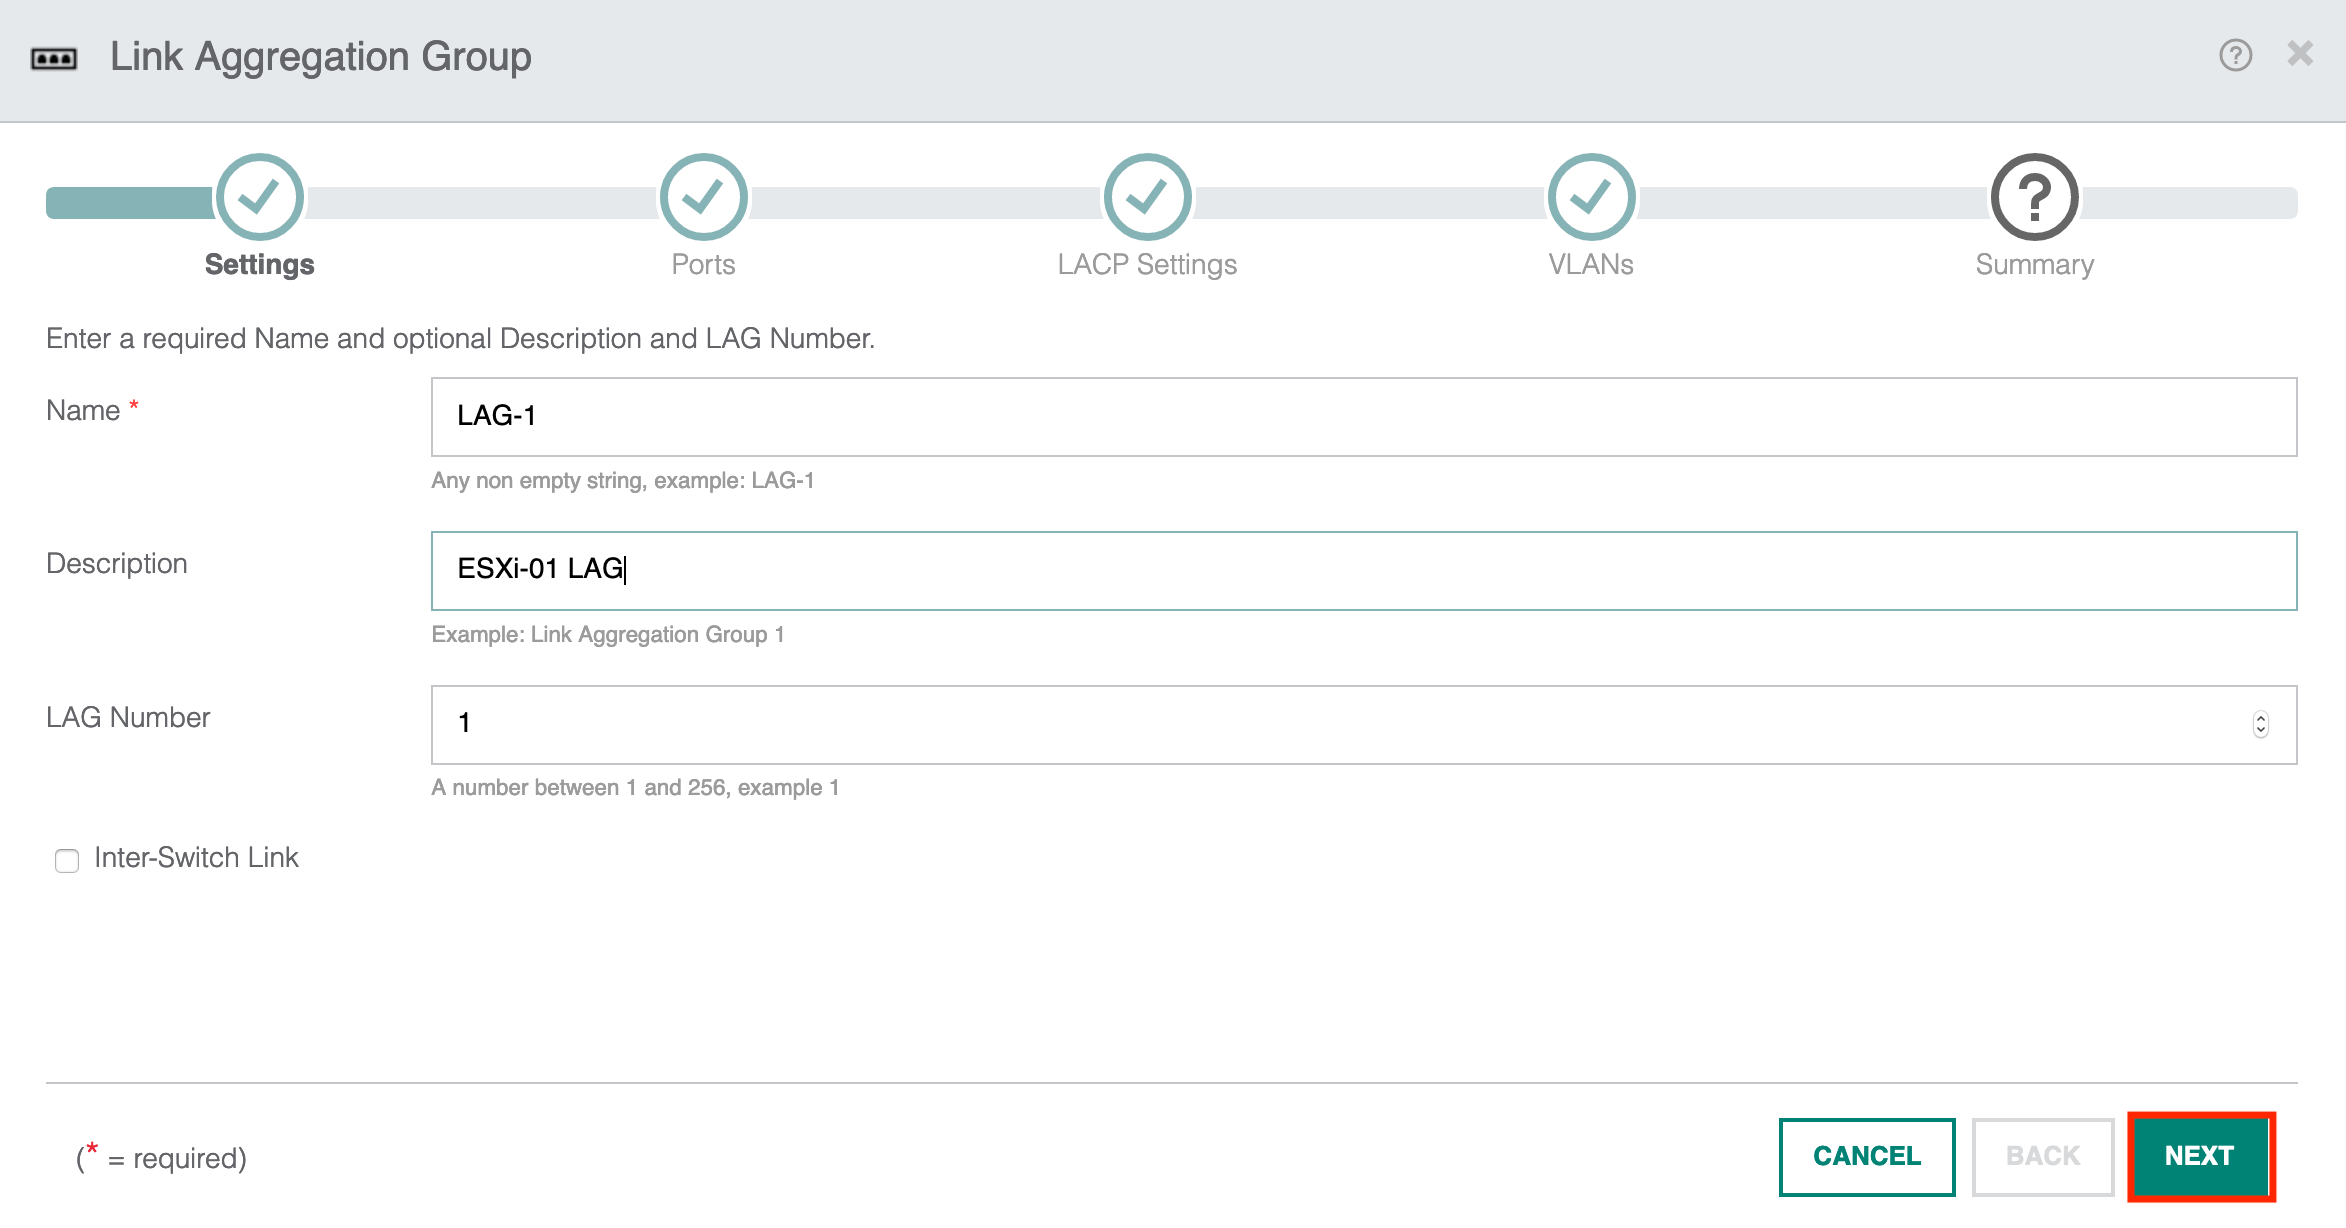 Link Aggregation Group
?
?
Settings
Ports
LACP Settings
VLANs
Summary
Enter a required Name and optional Description and LAG Number.
Name *
LAG-1
Any non empty string, example: LAG-1
Description
ESXi-01 LAG
Example: Link Aggregation Group 1
LAG Number
1
A number between 1 and 256, example 1
Inter-Switch Link
(* = required)
CANCEL
BACK
NEXT